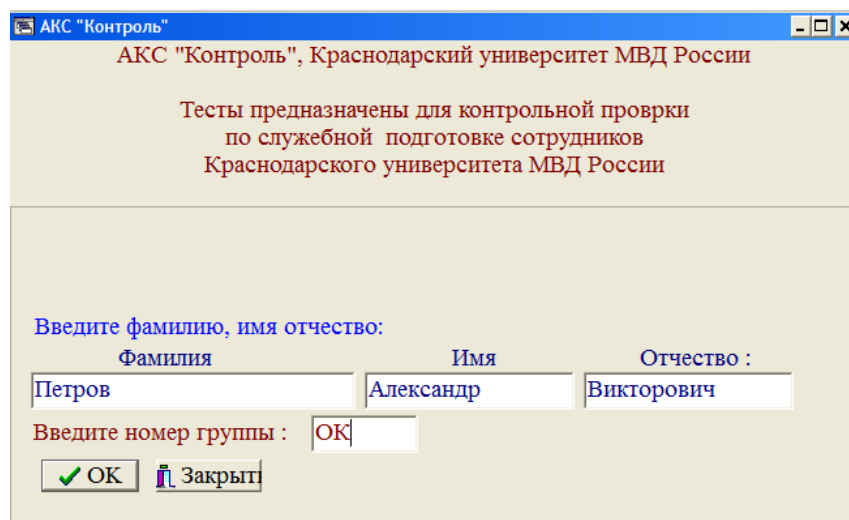 АКС "Контроль"
АКС "Контроль", Краснодарский университет МВД России
Тесты предназначены для контрольной проврки
по служебной подготовке сотрудников
Краснодарского университета МВД России
Введите фамилию, имя отчество:
Фамилия Имя Отчество :
Петров Александр Викторович
Введите номер группы : ОК
OK Закрыть